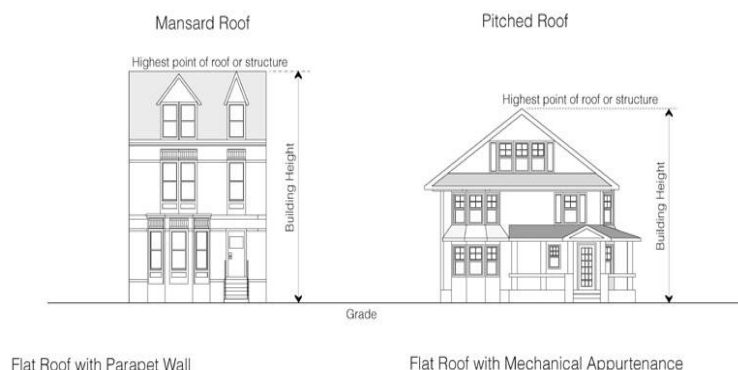 Mansard Roof
Pitched Roof
Highest point of roof or structure
Building Height
Highest point of roof or structure
Building Height
Grade
Flat Roof with Parapet Wall
Flat Roof with Mechanical Appurtenance